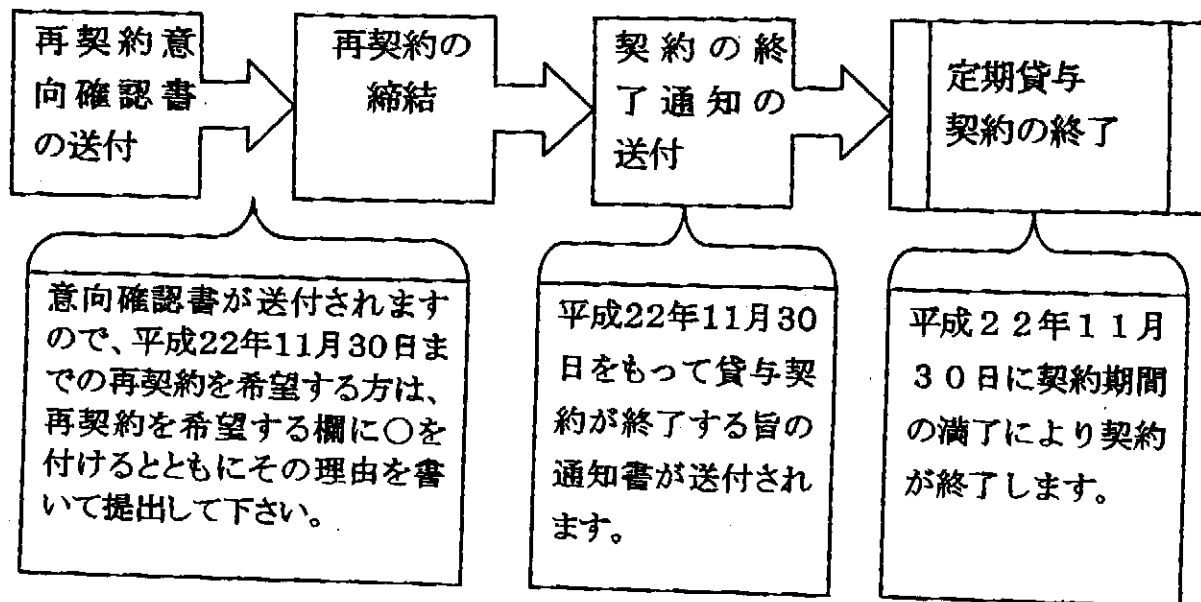 再契約意
向確認書
の送付
再契約の
締結
契約の終
了通知の
送付
定期貸与
契約の終了
意向確認書が送付されます
ので、平成22年11月30日ま
での再契約を希望する方は、
再契約を希望する欄に○を
付けるとともにその理由を書
いて提出して下さい。
平成22年11月30
日をもって貸与契
約が終了する旨の
通知書が送付され
ます。
平成22年11月
30日に契約期間
の満了により契約
が終了します。